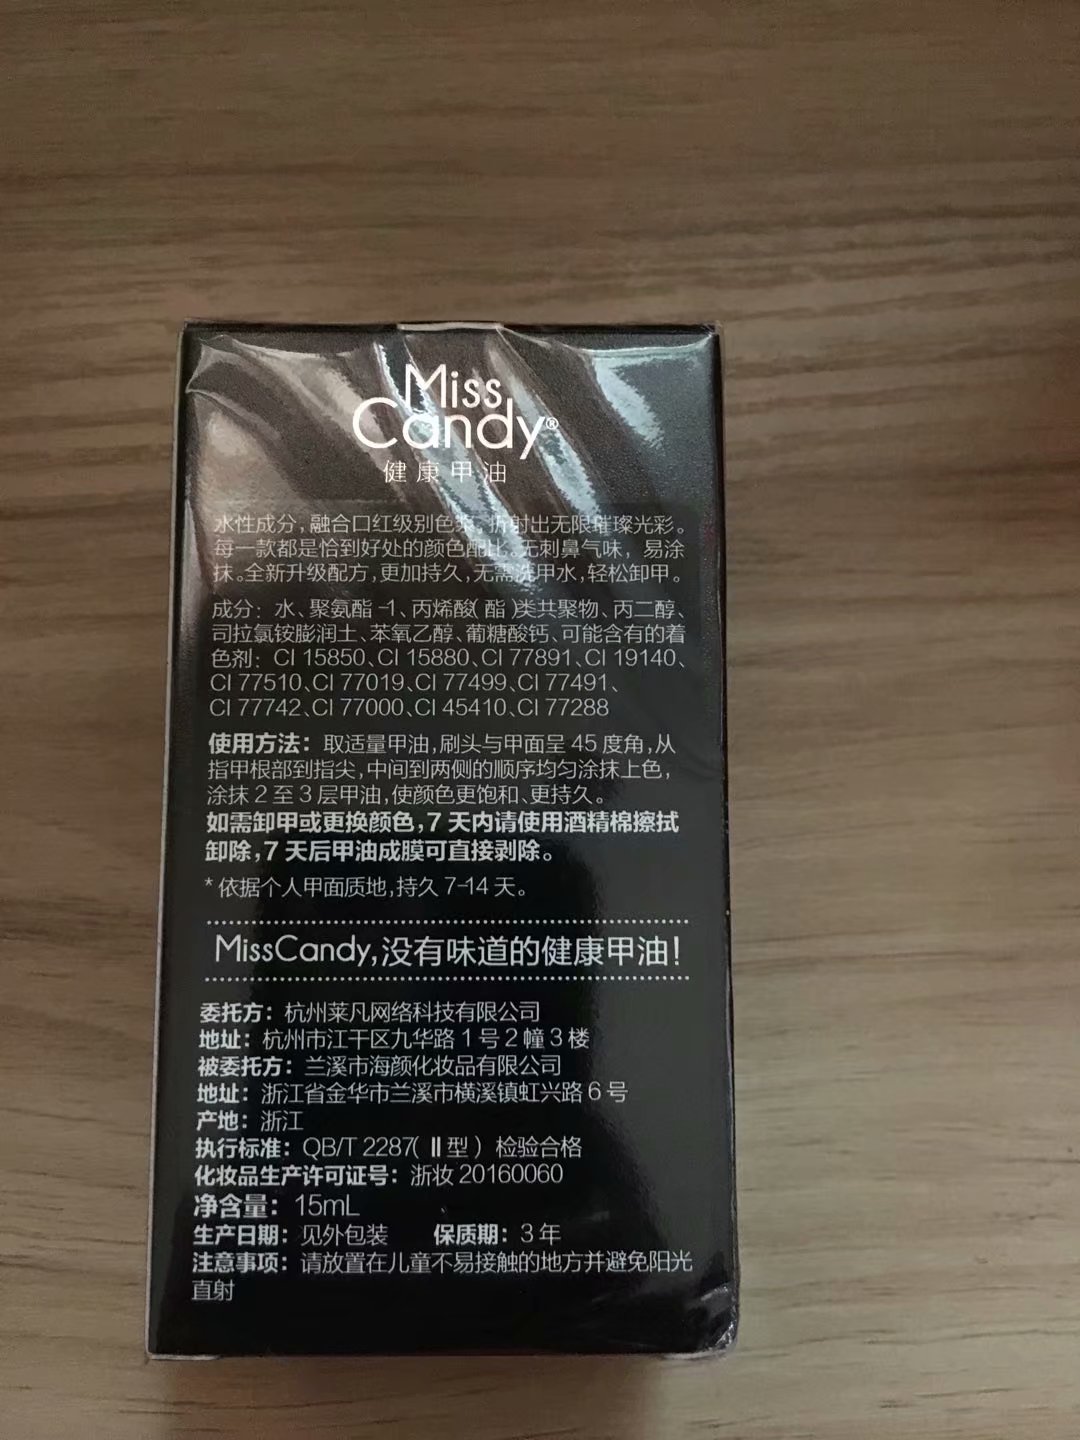 Miss
Candy®
健康甲油
水性成分，融合口红级别色浆，折射出无限璀璨光彩。
每一款都是恰到好处的颜色配比。无刺鼻气味，易涂
抹。全新升级配方，更加持久，无需洗甲水，轻松卸甲。
成分：水、聚氨酯-1、丙烯酸（酯）类共聚物、丙二醇、
司拉氯铵膨润土、苯氧乙醇、葡糖酸钙、可能含有的着
色剂：CI 15850、CI 15880、CI 77891、CI 19140、
CI 77510、CI 77019、CI 77499、CI 77491、
CI 77742、CI 77000、CI 45410、CI 77288
使用方法：取适量甲油，刷头与甲面呈 45 度角，从
指甲根部到指尖，中间到两侧的顺序均匀涂抹上色，
涂抹 2 至 3 层甲油，使颜色更饱和、更持久。
如需卸甲或更换颜色，7 天内请使用酒精棉擦拭
卸除，7 天后甲油成膜可直接剥除。
*依据个人甲面质地，持久 7-14 天。
MissCandy，没有味道的健康甲油！
委托方：杭州莱凡网络科技有限公司
地址：杭州市江干区九华路 1 号 2 幢 3 楼
被委托方：兰溪市海颜化妆品有限公司
地址：浙江省金华市兰溪市横溪镇虹兴路 6 号
产地：浙江
执行标准：QB/T 2287（Ⅱ型）检验合格
化妆品生产许可证号：浙妆 20160060
净含量：15mL
生产日期：见外包装 保质期：3 年
注意事项：请放置在儿童不易接触的地方并避免阳光
直射